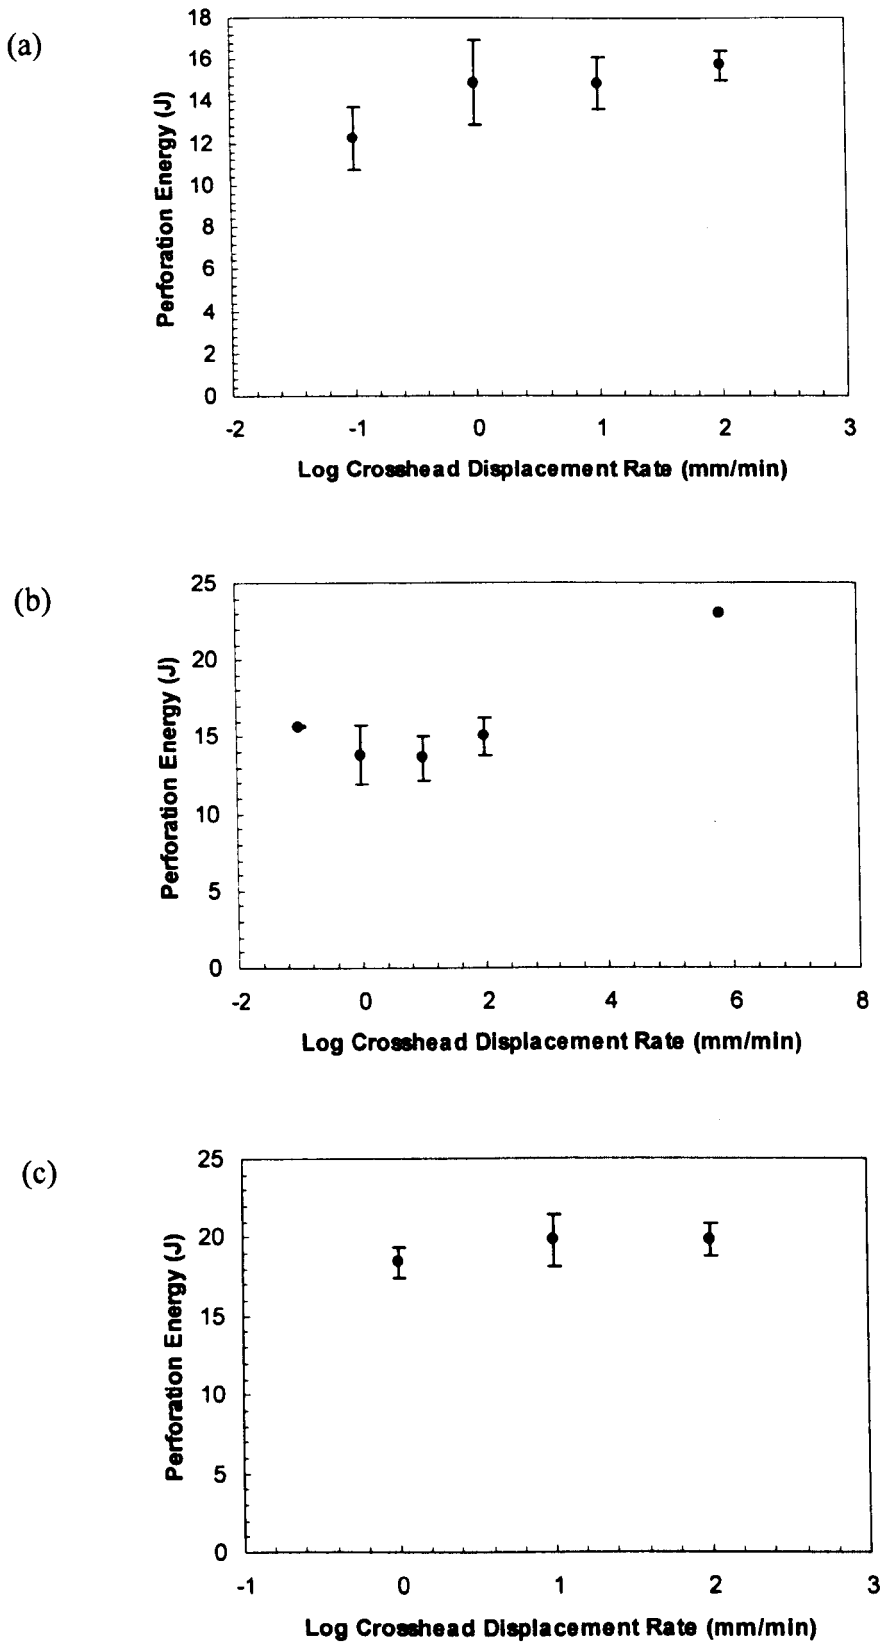 (a)
18
16
14
12
10
8
6
4
2
0
Perforation Energy (J)
-2 -1 0 1 2 3
Log Crosshead Displacement Rate (mm/min)
(b)
25
20
15
10
5
0
Perforation Energy (J)
-2 0 2 4 6 8
Log Crosshead Displacement Rate (mm/min)
(c)
25
20
15
10
5
0
Perforation Energy (J)
-1 0 1 2 3
Log Crosshead Displacement Rate (mm/min)